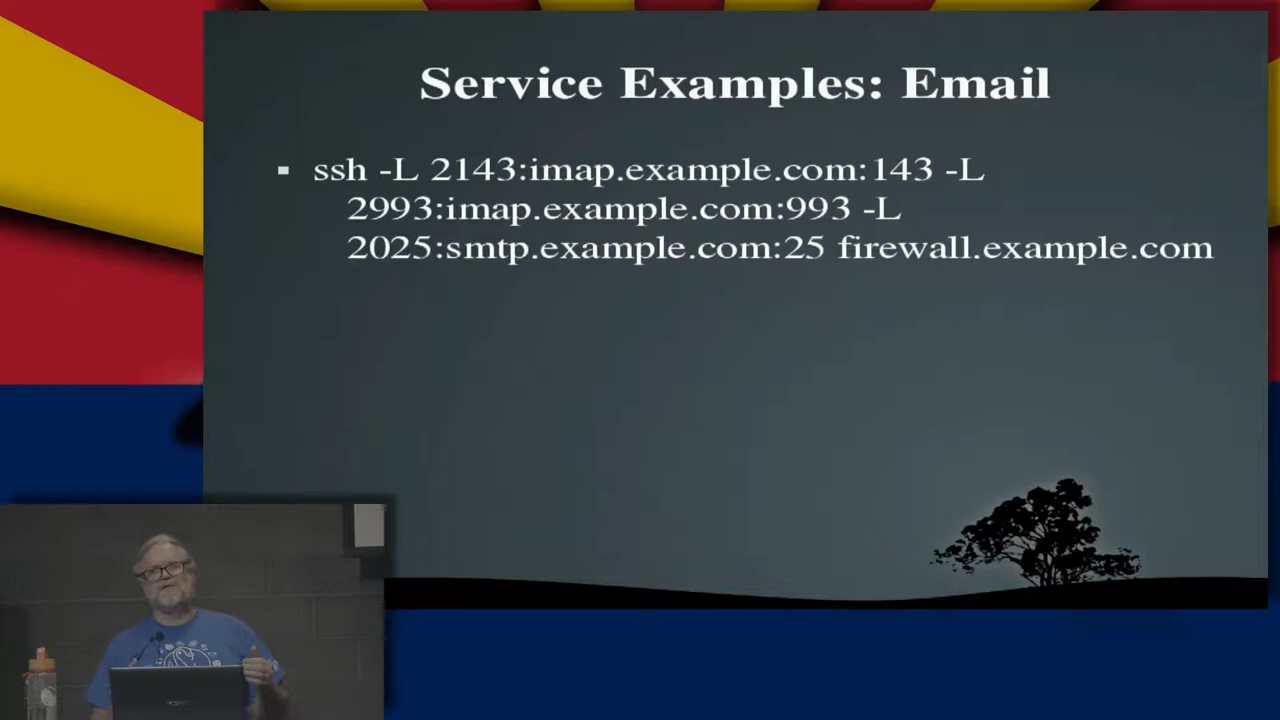 Service Examples: Email
▪ ssh -L 2143:imap.example.com:143 -L
2993:imap.example.com:993 -L
2025:smtp.example.com:25 firewall.example.com